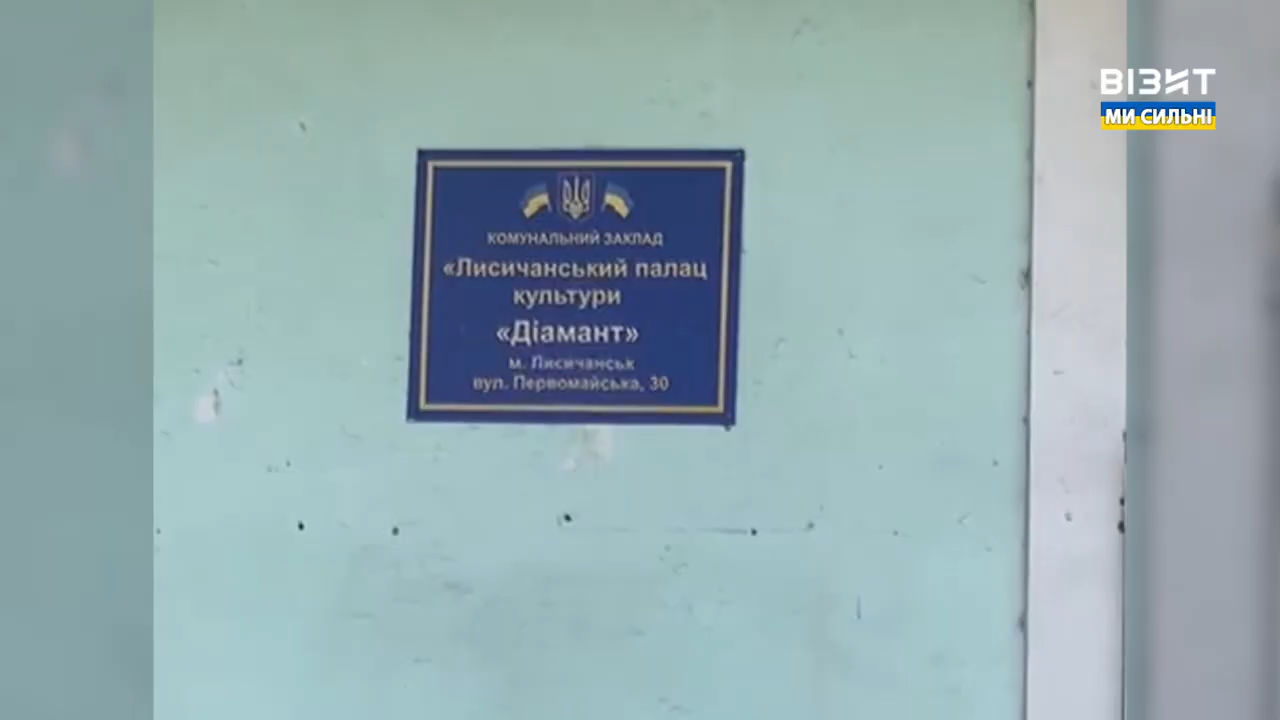 ВІЗИТ
МИ СИЛЬНІ
КОМУНАЛЬНИЙ ЗАКЛАД
«Лисичанський палац
культури
«Діамант»
м. Лисичанськ
вул. Первомайська, 30